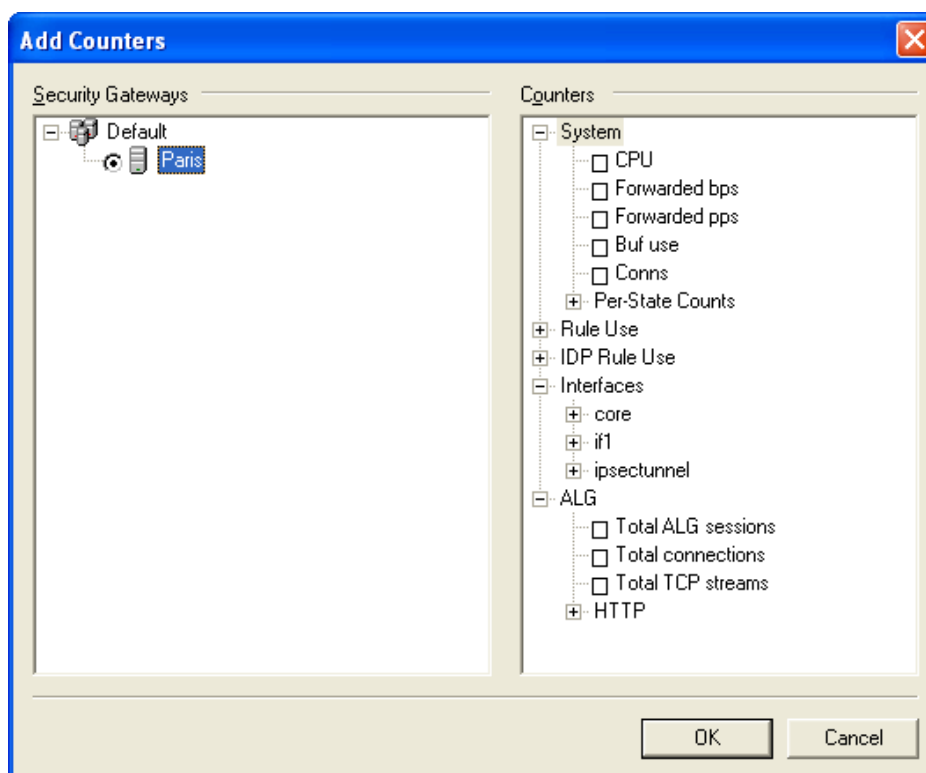 Add Counters
Security Gateways
Default
Paris
Counters
System
CPU
Forwarded bps
Forwarded pps
Buf use
Conns
Per-State Counts
Rule Use
IDP Rule Use
Interfaces
core
if1
ipsectunnel
ALG
Total ALG sessions
Total connections
Total TCP streams
HTTP
OK
Cancel